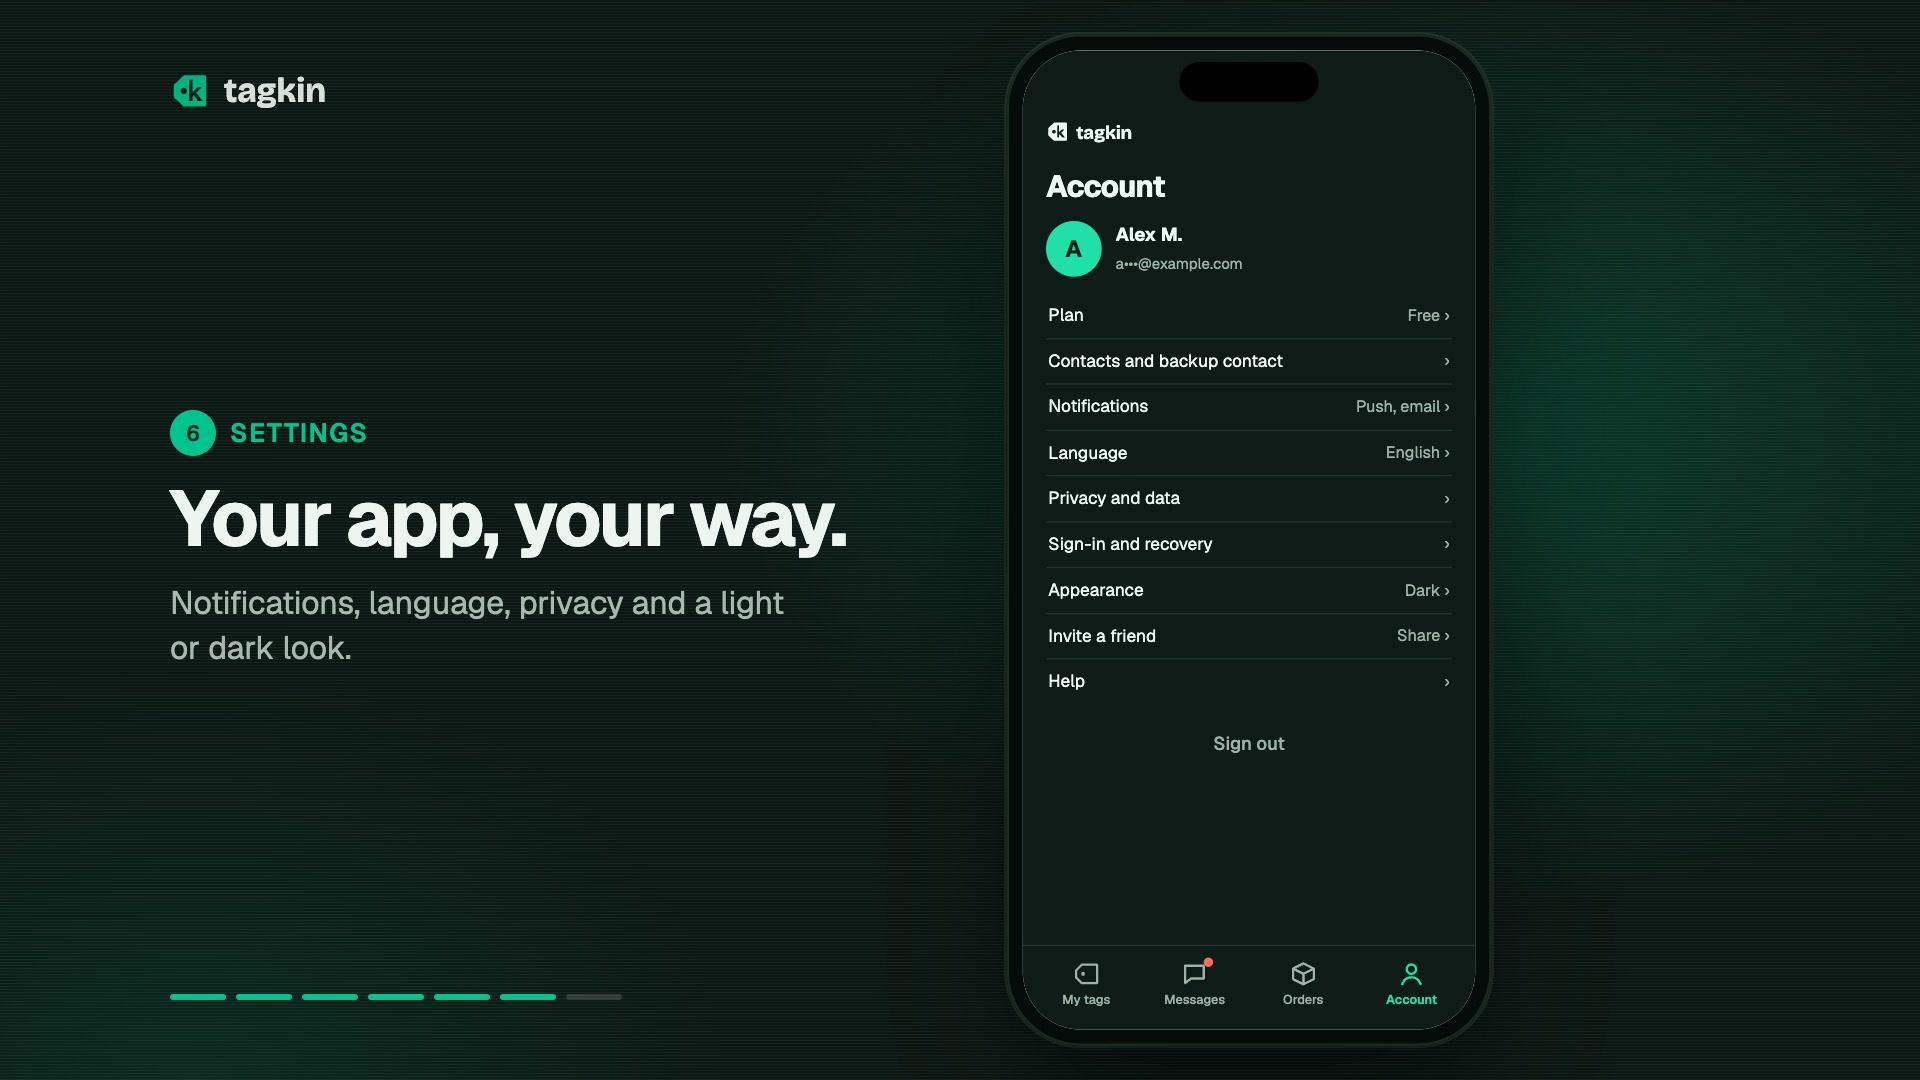 tagkin
6 SETTINGS
Your app, your way.
Notifications, language, privacy and a light
or dark look.
k tagkin
Account
A
Alex M.
a•••@example.com
Plan Free ›
Contacts and backup contact ›
Notifications Push, email ›
Language English ›
Privacy and data ›
Sign-in and recovery ›
Appearance Dark ›
Invite a friend Share ›
Help ›
Sign out
My tags Messages Orders Account